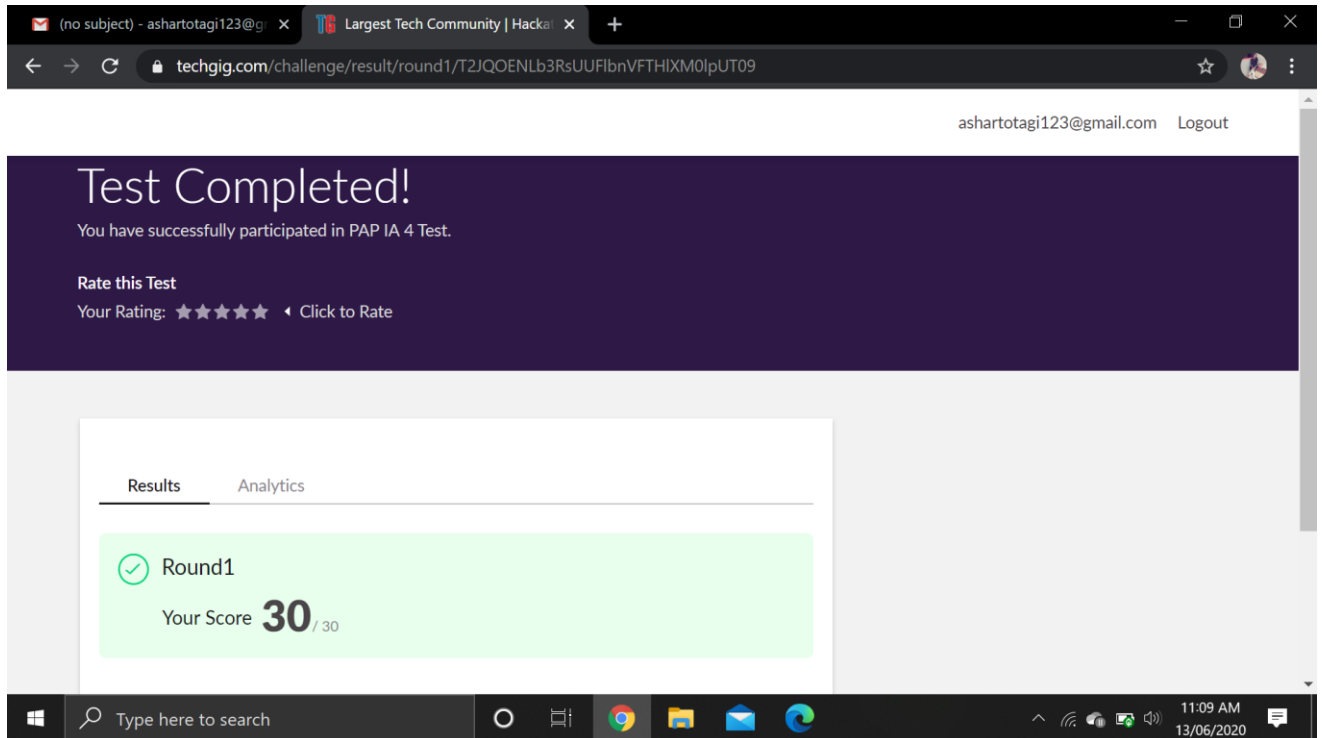 (no subject) - ashartotagi123@g
TG Largest Tech Community | Hacka
techgig.com/challenge/result/round1/T2JQOENLb3RsUUFlbnVFTHlXM0lpUT09
ashartotagi123@gmail.com Logout
Test Completed!
You have successfully participated in PAP IA 4 Test.
Rate this Test
Your Rating: Click to Rate
Results Analytics
Round1
Your Score 30 / 30
Type here to search
11:09 AM
13/06/2020